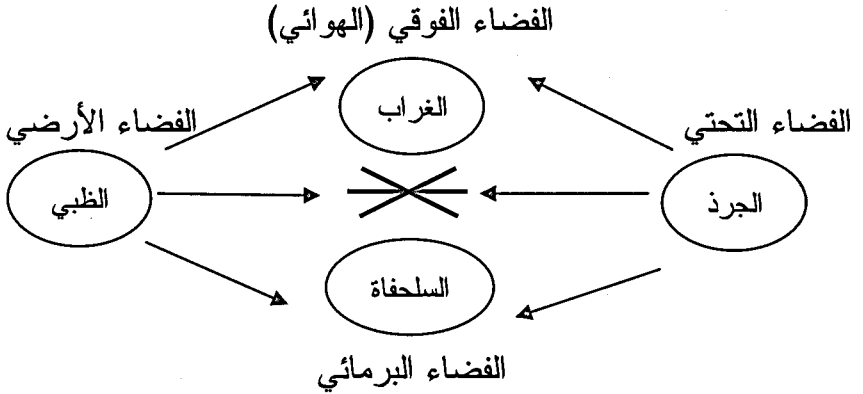 الفضاء الفوقي (الهوائي)
الغراب
الفضاء التحتي
الفضاء الأرضي
الجرذ
الظبي
السلحفاة
الفضاء البرمائي